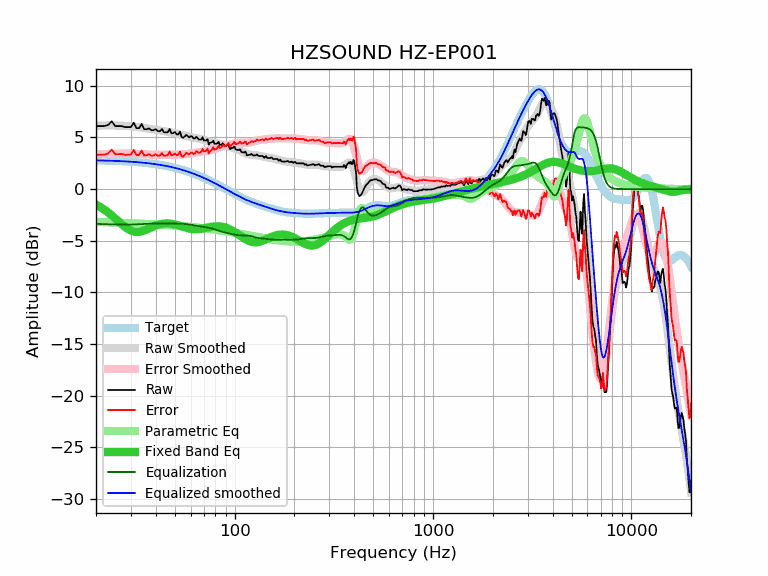 HZSOUND HZ-EP001
Amplitude (dBr)
10
5
0
−5
−10
−15
−20
−25
−30
Target
Raw Smoothed
Error Smoothed
Raw
Error
Parametric Eq
Fixed Band Eq
Equalization
Equalized smoothed
100
1000
10000
Frequency (Hz)